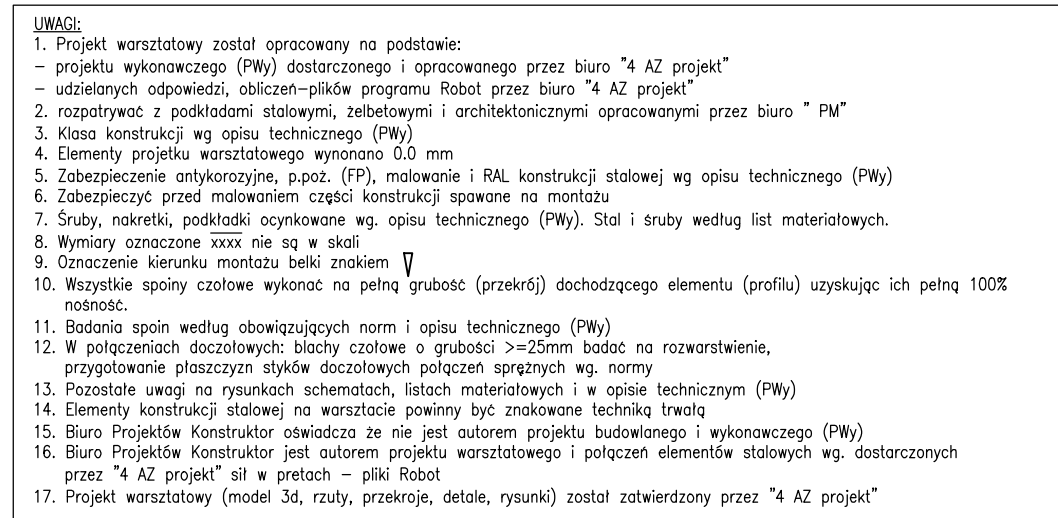 UWAGI:
1. Projekt warsztatowy został opracowany na podstawie:
– projektu wykonawczego (PWy) dostarczonego i opracowanego przez biuro "4 AZ projekt"
– udzielanych odpowiedzi, obliczeń–plików programu Robot przez biuro "4 AZ projekt"
2. rozpatrywać z podkładami stalowymi, żelbetowymi i architektonicznymi opracowanymi przez biuro " PM"
3. Klasa konstrukcji wg opisu technicznego (PWy)
4. Elementy projetku warsztatowego wynonano 0.0 mm
5. Zabezpieczenie antykorozyjne, p.poż. (FP), malowanie i RAL konstrukcji stalowej wg opisu technicznego (PWy)
6. Zabezpieczyć przed malowaniem części konstrukcji spawane na montażu
7. Śruby, nakretki, podkładki ocynkowane wg. opisu technicznego (PWy). Stal i śruby według list materiałowych.
8. Wymiary oznaczone xxxx nie są w skali
9. Oznaczenie kierunku montażu belki znakiem
10. Wszystkie spoiny czołowe wykonać na pełną grubość (przekrój) dochodzącego elementu (profilu) uzyskując ich pełną 100%
nośność.
11. Badania spoin według obowiązujących norm i opisu technicznego (PWy)
12. W połączeniach doczołowych: blachy czołowe o grubości >=25mm badać na rozwarstwienie,
przygotowanie płaszczyzn styków doczołowych połączeń sprężnych wg. normy
13. Pozostałe uwagi na rysunkach schematach, listach materiałowych i w opisie technicznym (PWy)
14. Elementy konstrukcji stalowej na warsztacie powinny być znakowane techniką trwałą
15. Biuro Projektów Konstruktor oświadcza że nie jest autorem projektu budowlanego i wykonawczego (PWy)
16. Biuro Projektów Konstruktor jest autorem projektu warsztatowego i połączeń elementów stalowych wg. dostarczonych
przez "4 AZ projekt" sił w pretach – pliki Robot
17. Projekt warsztatowy (model 3d, rzuty, przekroje, detale, rysunki) został zatwierdzony przez "4 AZ projekt"